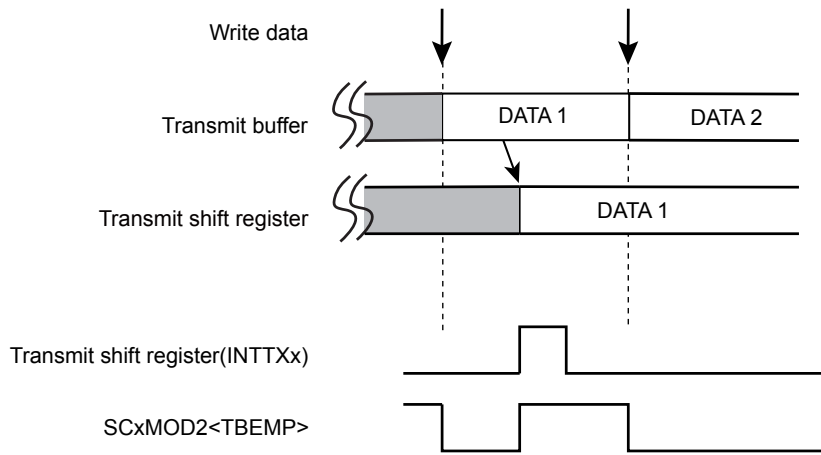 Write data
Transmit buffer
DATA 1
DATA 2
Transmit shift register
DATA 1
Transmit shift register(INTTXx)
SCxMOD2<TBEMP>